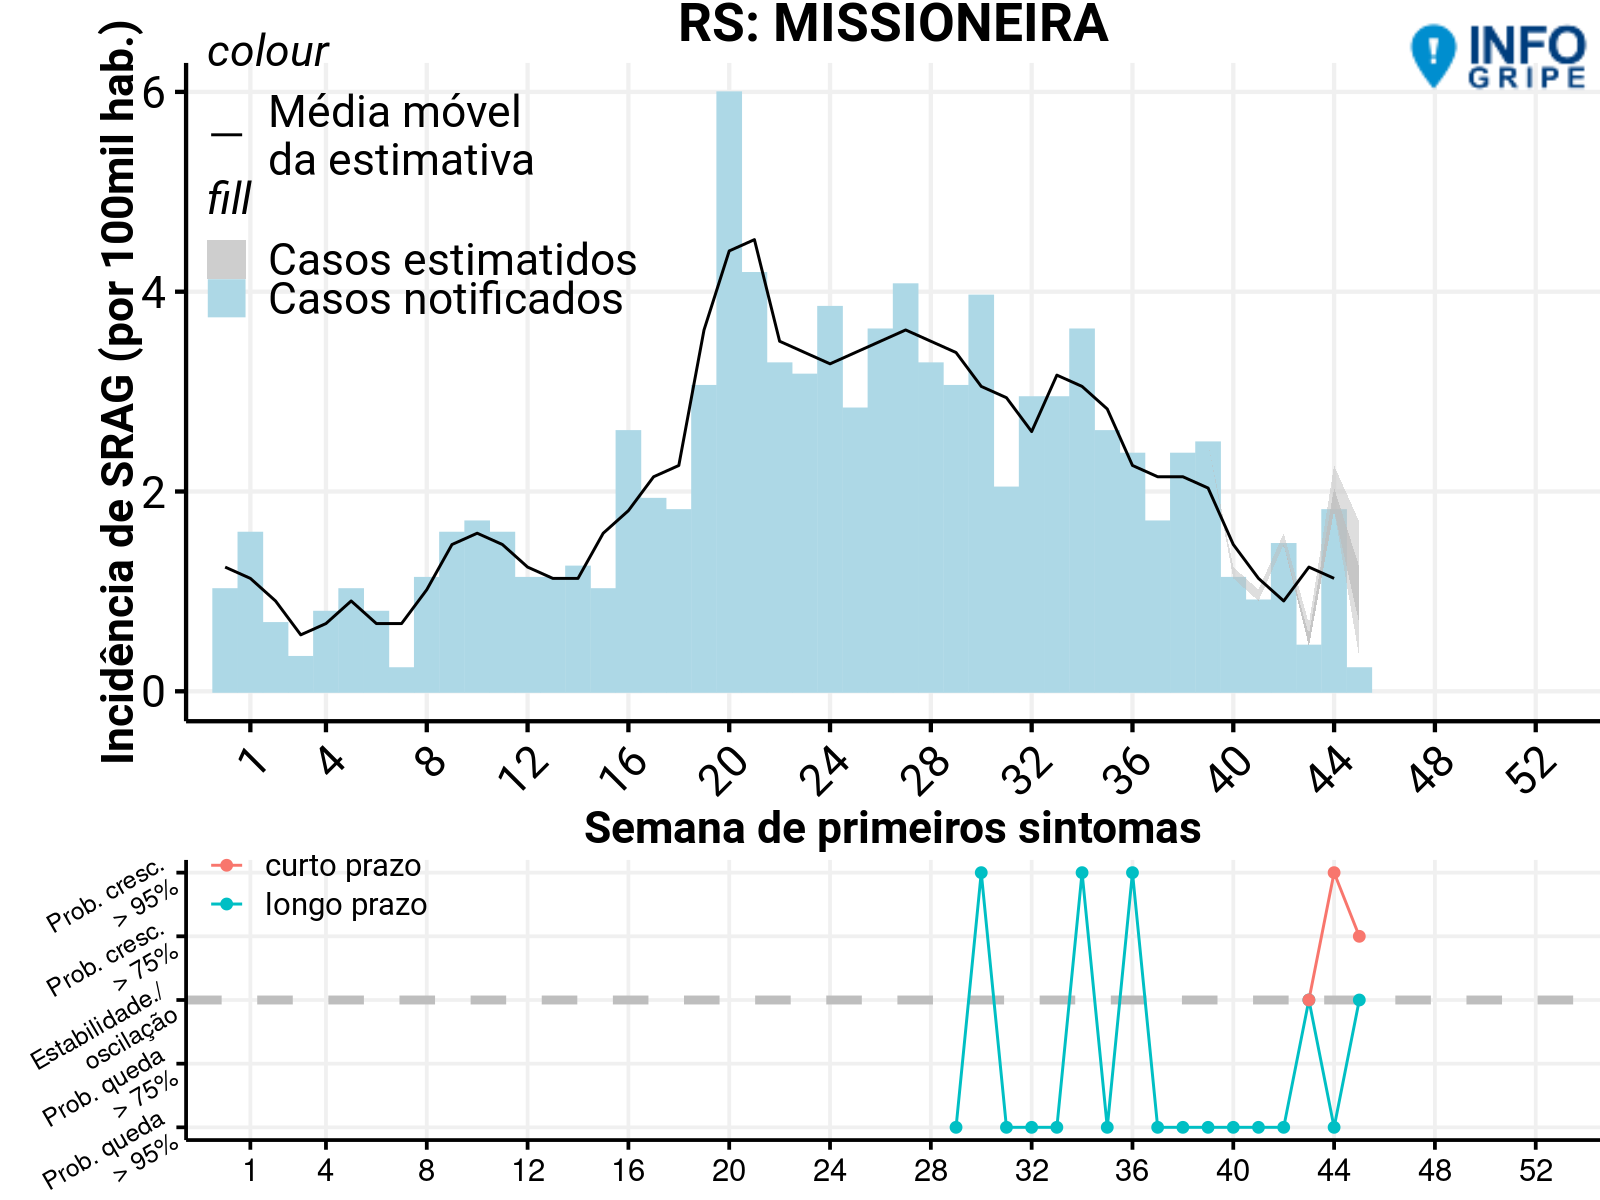 RS: MISSIONEIRA
INFO
GRIPE
Incidência de SRAG (por 100mil hab.)
colour
Média móvel
da estimativa
fill
Casos estimatidos
Casos notificados
6
4
2
0
1 4 8 12 16 20 24 28 32 36 40 44 48 52
Semana de primeiros sintomas
curto prazo
longo prazo
Prob. cresc.
> 95%
Prob. cresc.
> 75%
Estabilidade./
oscilação
Prob. queda
> 75%
Prob. queda
> 95%
1 4 8 12 16 20 24 28 32 36 40 44 48 52